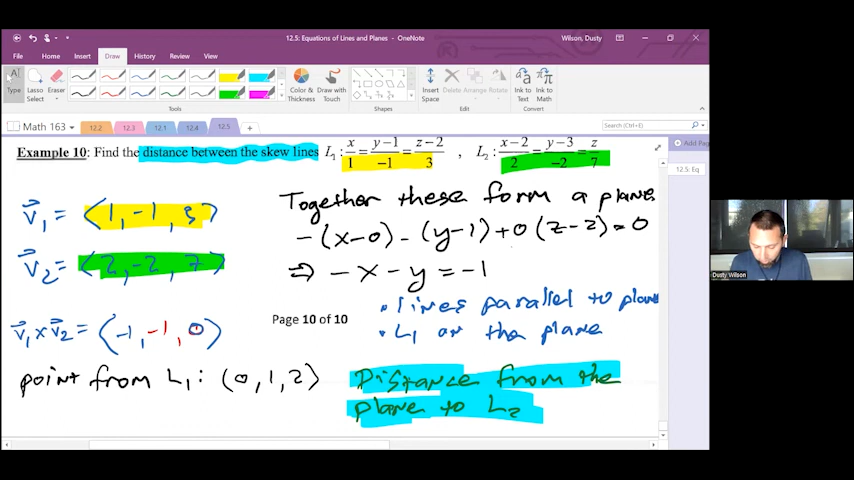 12.5: Equations of Lines and Planes - OneNote
Wilson, Dusty
File Home Insert Draw History Review View
Type Lasso Select Eraser
Color & Thickness Draw with Touch
Insert Space Delete Arrange Rotate
Ink to Text Ink to Math
Tools Shapes Edit Convert
Math 163 12.2 12.3 12.1 12.4 12.5 +
Search (Ctrl+E)
Add Pag
12.5: Eq
Example 10: Find the distance between the skew lines L₁: x/1 = (y−1)/−1 = (z−2)/3 , L₂: (x−2)/2 = (y−3)/−2 = z/7
v⃗₁ = ⟨1, −1, 3⟩
v⃗₂ = ⟨2, −2, 7⟩
v⃗₁ × v⃗₂ = ⟨−1, −1, 0⟩
point from L₁: (0, 1, 2)
Together these form a plane
−(x−0) − (y−1) + 0(z−2) = 0
⇒ −x − y = −1
• lines parallel to plane
• L₁ on the plane
Page 10 of 10
Distance from the
plane to L₂
Dusty Wilson